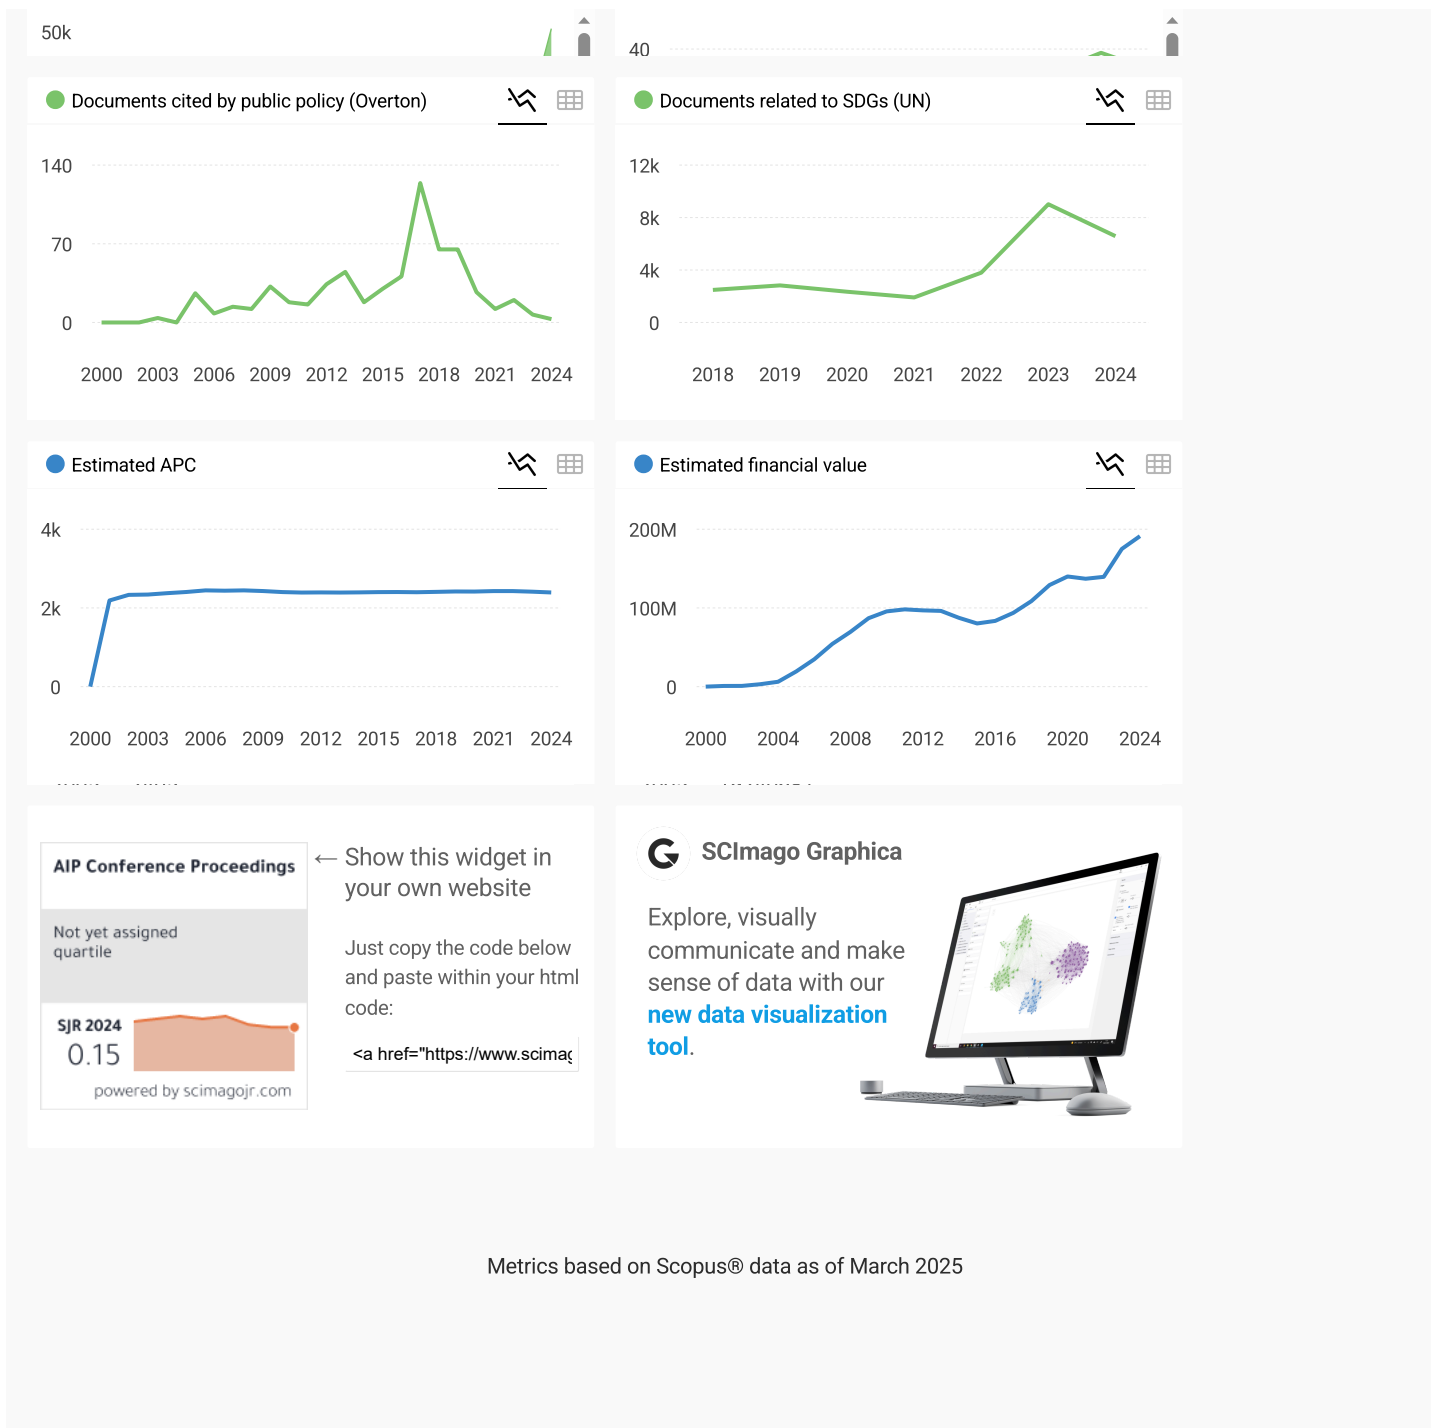 50k
40
Documents cited by public policy (Overton)
140
70
0
2000 2003 2006 2009 2012 2015 2018 2021 2024
Documents related to SDGs (UN)
12k
8k
4k
0
2018 2019 2020 2021 2022 2023 2024
Estimated APC
4k
2k
0
2000 2003 2006 2009 2012 2015 2018 2021 2024
Estimated financial value
200M
100M
0
2000 2004 2008 2012 2016 2020 2024
AIP Conference Proceedings
Not yet assigned
quartile
SJR 2024
0.15
powered by scimagojr.com
← Show this widget in
your own website
Just copy the code below
and paste within your html
code:
<a href="https://www.scimag
SCImago Graphica
Explore, visually
communicate and make
sense of data with our
new data visualization
tool.
Metrics based on Scopus® data as of March 2025